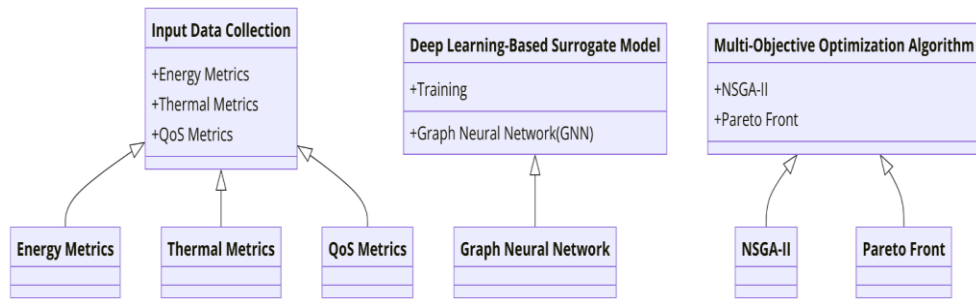 Input Data Collection
+Energy Metrics
+Thermal Metrics
+QoS Metrics
Deep Learning-Based Surrogate Model
+Training
+Graph Neural Network(GNN)
Multi-Objective Optimization Algorithm
+NSGA-II
+Pareto Front
Energy Metrics
Thermal Metrics
QoS Metrics
Graph Neural Network
NSGA-II
Pareto Front